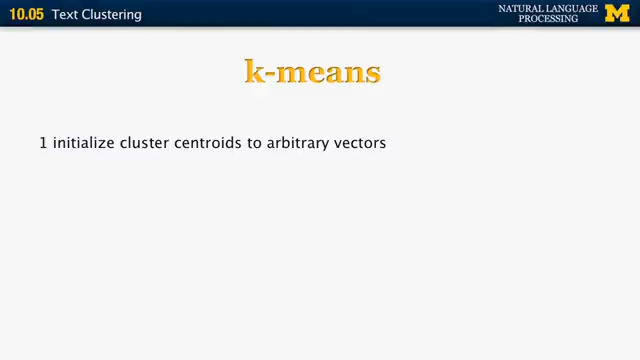 10.05 Text Clustering
NATURAL LANGUAGE
PROCESSING
M
k-means
1 initialize cluster centroids to arbitrary vectors